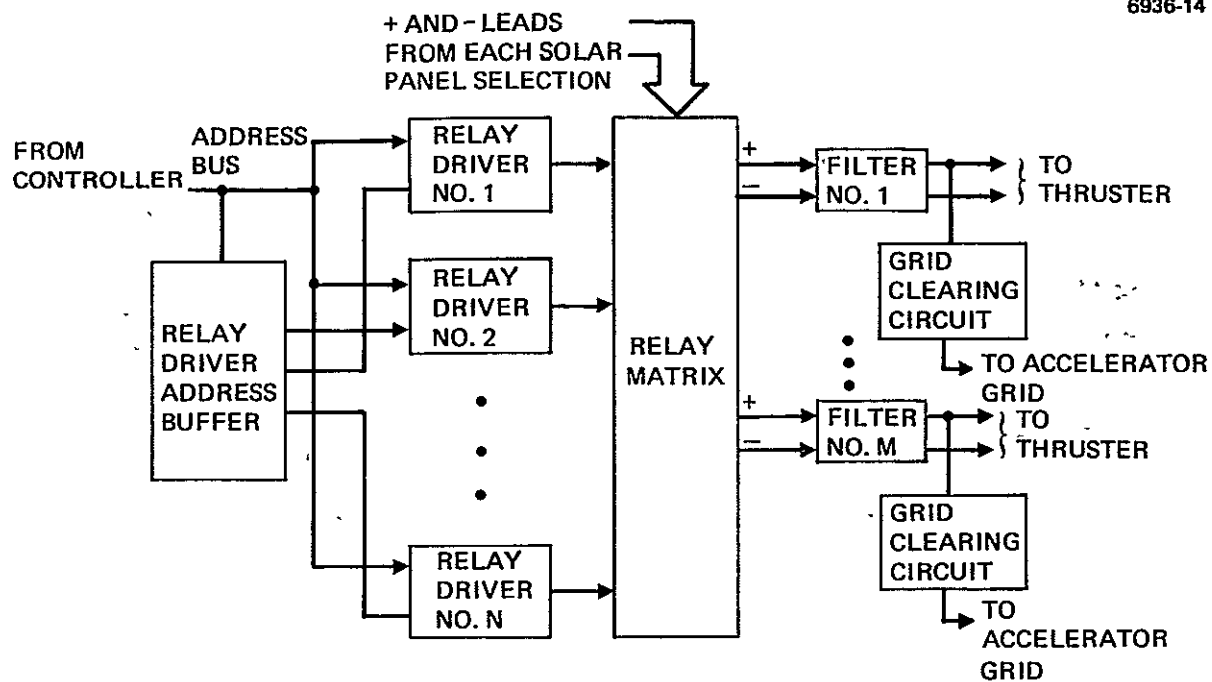 6936-14
+ AND - LEADS
FROM EACH SOLAR
PANEL SELECTION
FROM
CONTROLLER
ADDRESS
BUS
RELAY
DRIVER
NO. 1
RELAY
DRIVER
NO. 2
RELAY
DRIVER
NO. N
RELAY
DRIVER
ADDRESS
BUFFER
RELAY
MATRIX
+
−
FILTER
NO. 1
TO
THRUSTER
GRID
CLEARING
CIRCUIT
TO ACCELERATOR
GRID
+
−
FILTER
NO. M
TO
THRUSTER
GRID
CLEARING
CIRCUIT
TO
ACCELERATOR
GRID